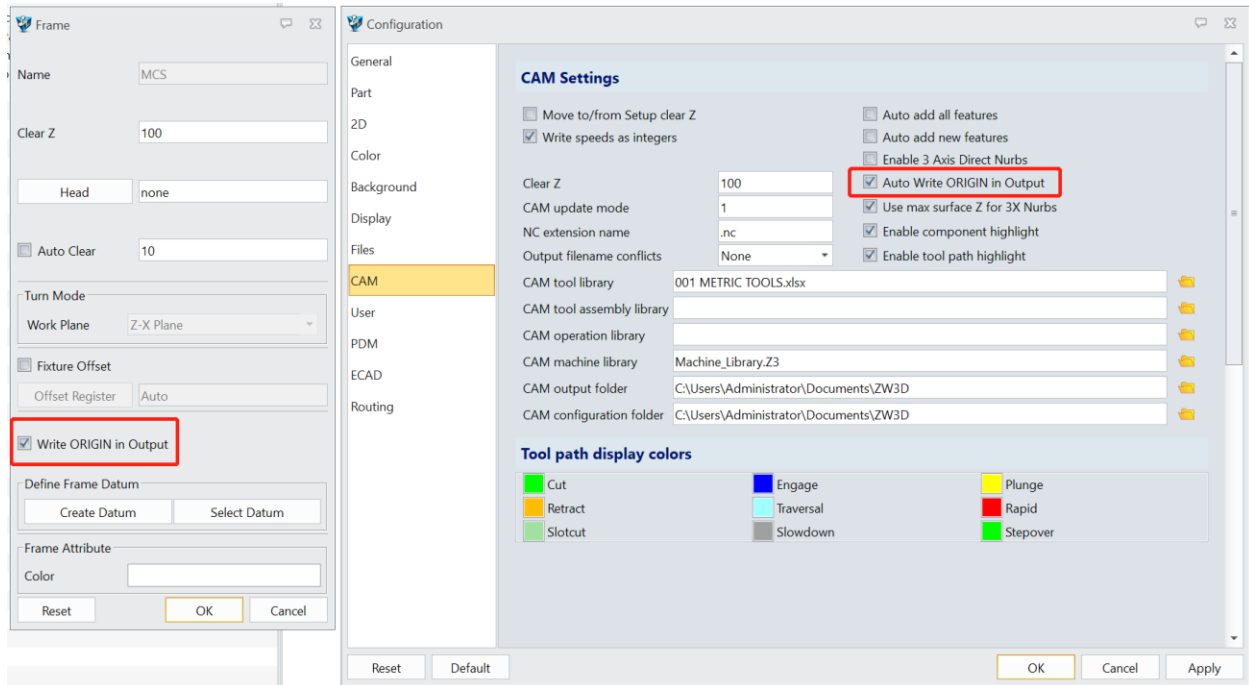 Frame
Name
MCS
Clear Z
100
Head
none
Auto Clear
10
Turn Mode
Work Plane
Z-X Plane
Fixture Offset
Offset Register
Auto
Write ORIGIN in Output
Define Frame Datum
Create Datum
Select Datum
Frame Attribute
Color
Reset
OK
Cancel
Configuration
General
Part
2D
Color
Background
Display
Files
CAM
User
PDM
ECAD
Routing
CAM Settings
Move to/from Setup clear Z
Auto add all features
Write speeds as integers
Auto add new features
Enable 3 Axis Direct Nurbs
Clear Z
100
Auto Write ORIGIN in Output
CAM update mode
1
Use max surface Z for 3X Nurbs
NC extension name
.nc
Enable component highlight
Output filename conflicts
None
Enable tool path highlight
CAM tool library
001 METRIC TOOLS.xlsx
CAM tool assembly library
CAM operation library
CAM machine library
Machine_Library.Z3
CAM output folder
C:\Users\Administrator\Documents\ZW3D
CAM configuration folder
C:\Users\Administrator\Documents\ZW3D
Tool path display colors
Cut
Engage
Plunge
Retract
Traversal
Rapid
Slotcut
Slowdown
Stepover
Reset
Default
OK
Cancel
Apply